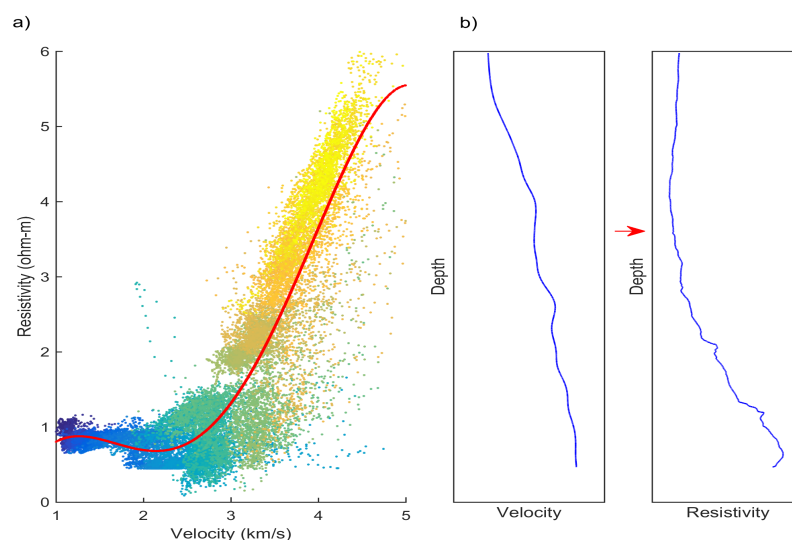 a)
6
5
4
3
2
1
0
Resistivity (ohm-m)
1
2
3
4
5
Velocity (km/s)
b)
Depth
Velocity
Depth
Resistivity